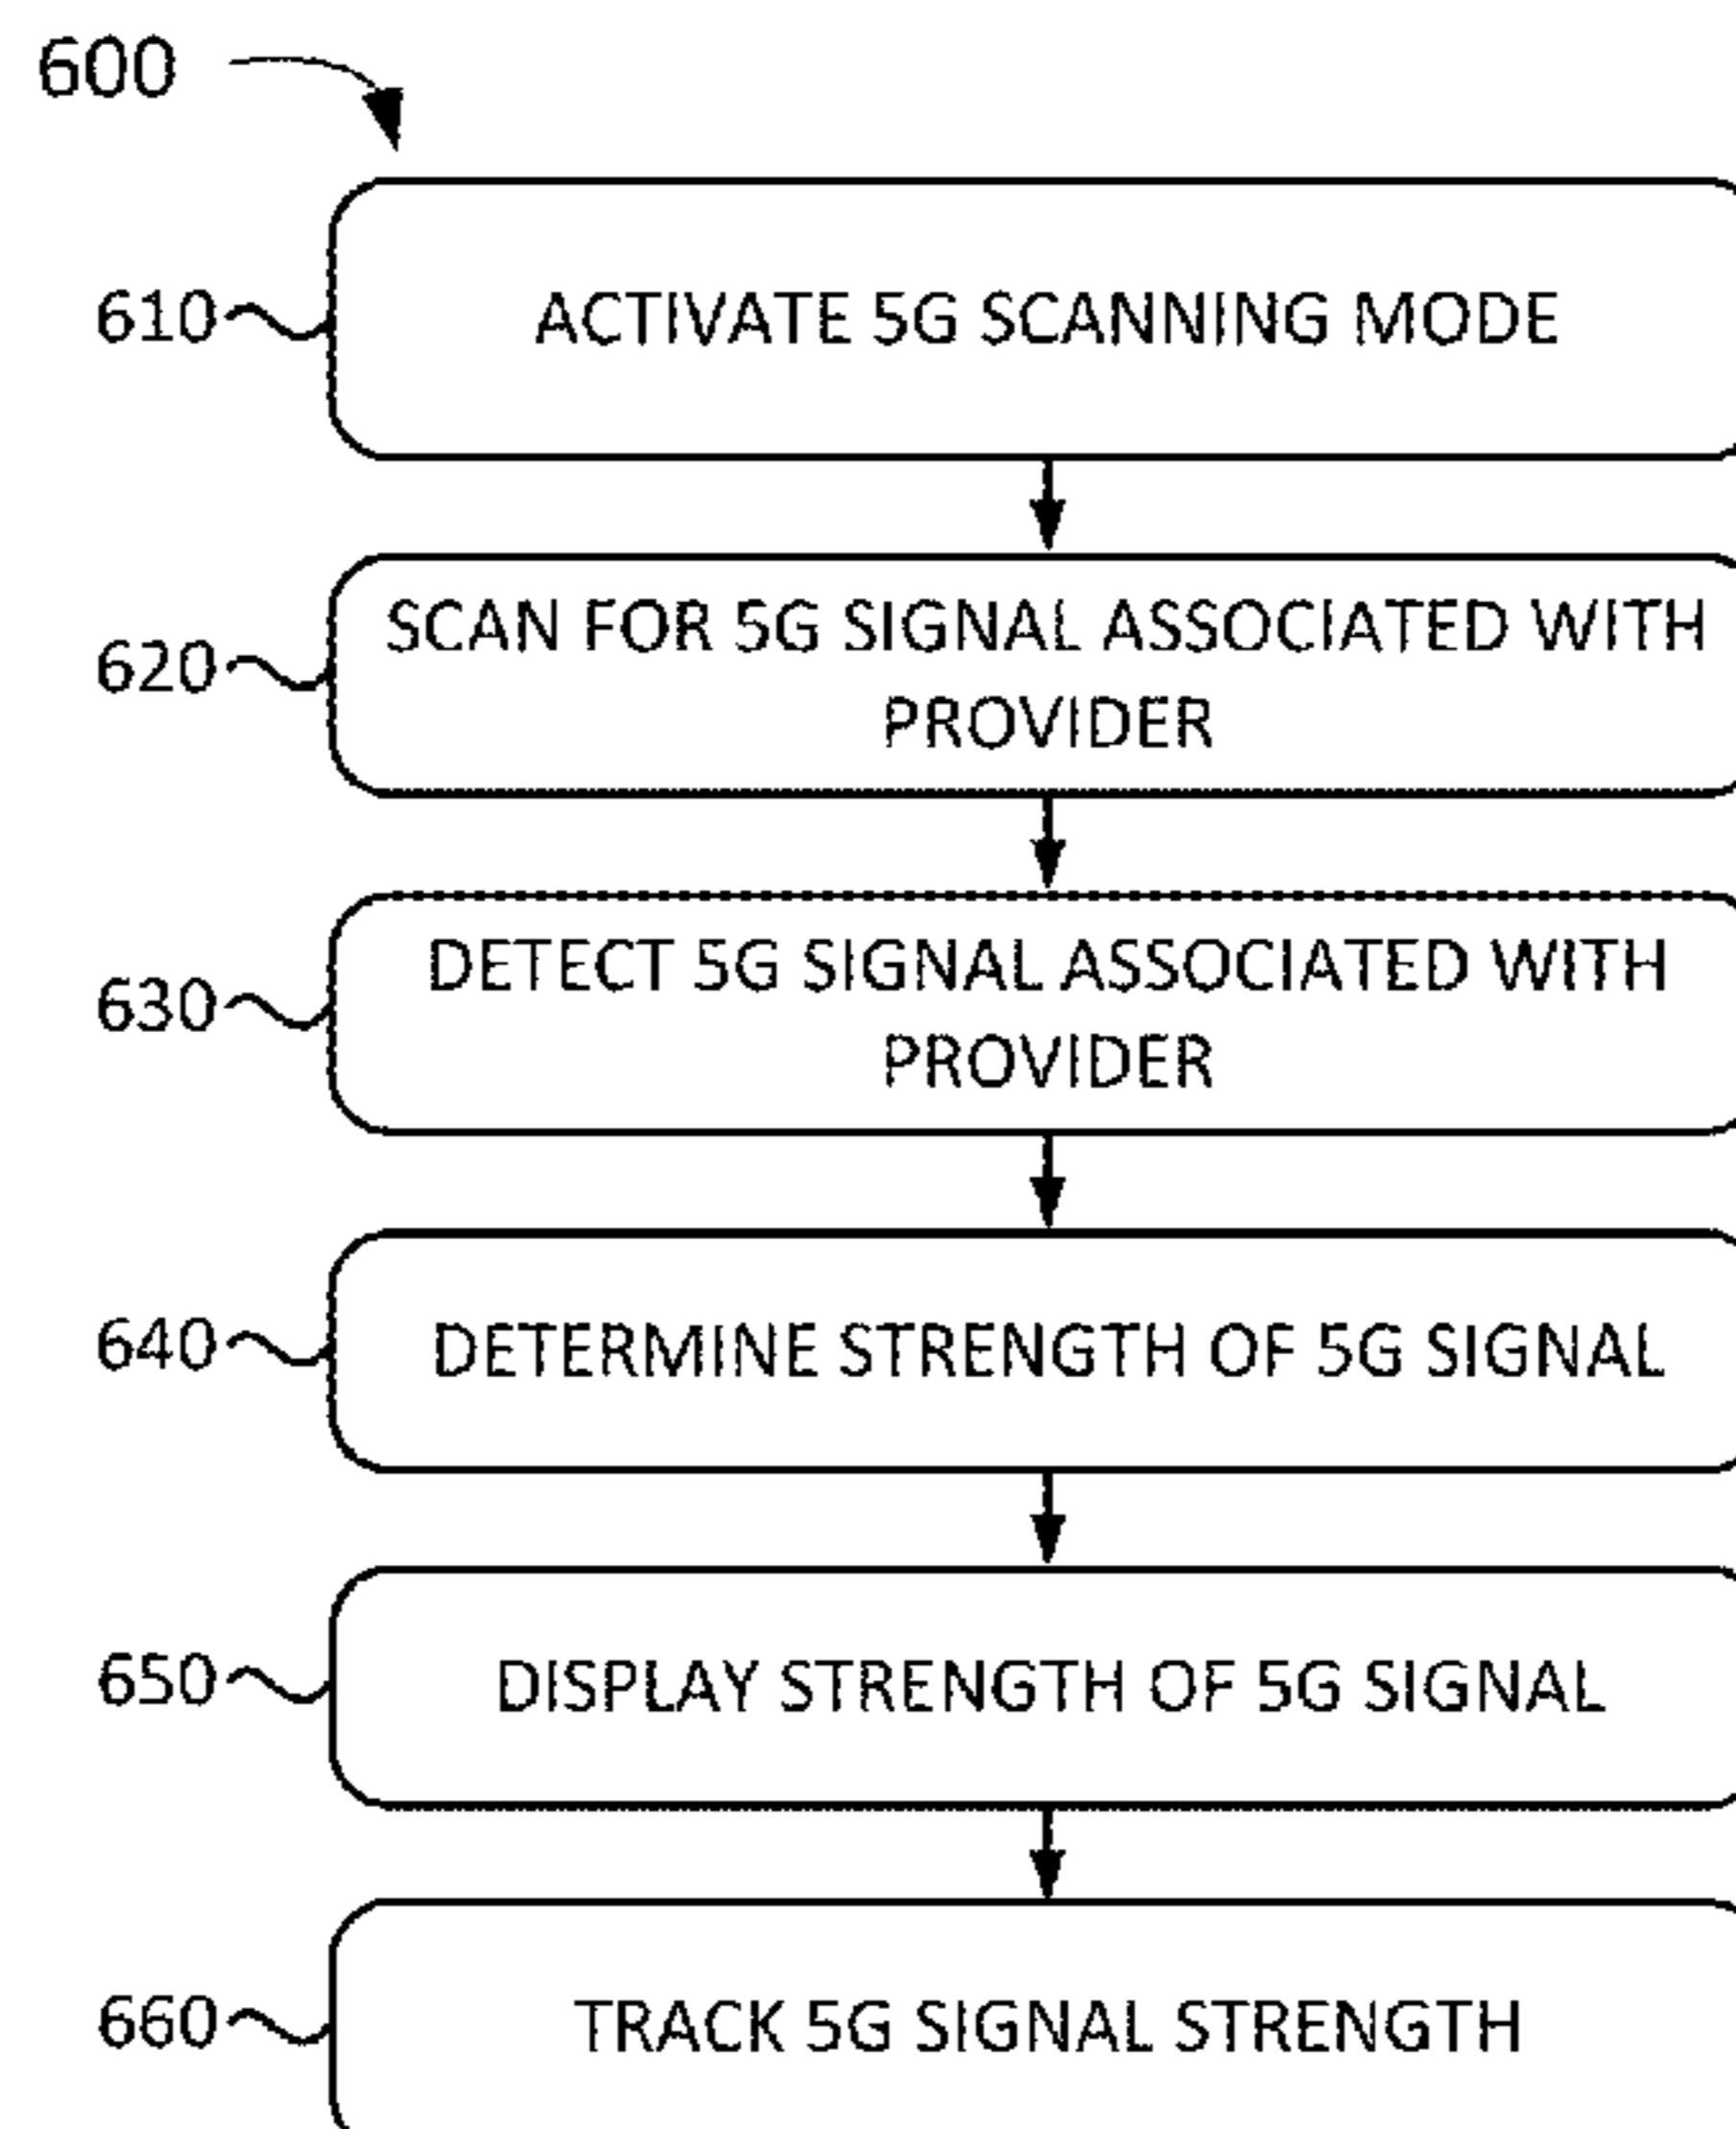 600
610 ACTIVATE 5G SCANNING MODE
620 SCAN FOR 5G SIGNAL ASSOCIATED WITH
PROVIDER
630 DETECT 5G SIGNAL ASSOCIATED WITH
PROVIDER
640 DETERMINE STRENGTH OF 5G SIGNAL
650 DISPLAY STRENGTH OF 5G SIGNAL
660 TRACK 5G SIGNAL STRENGTH